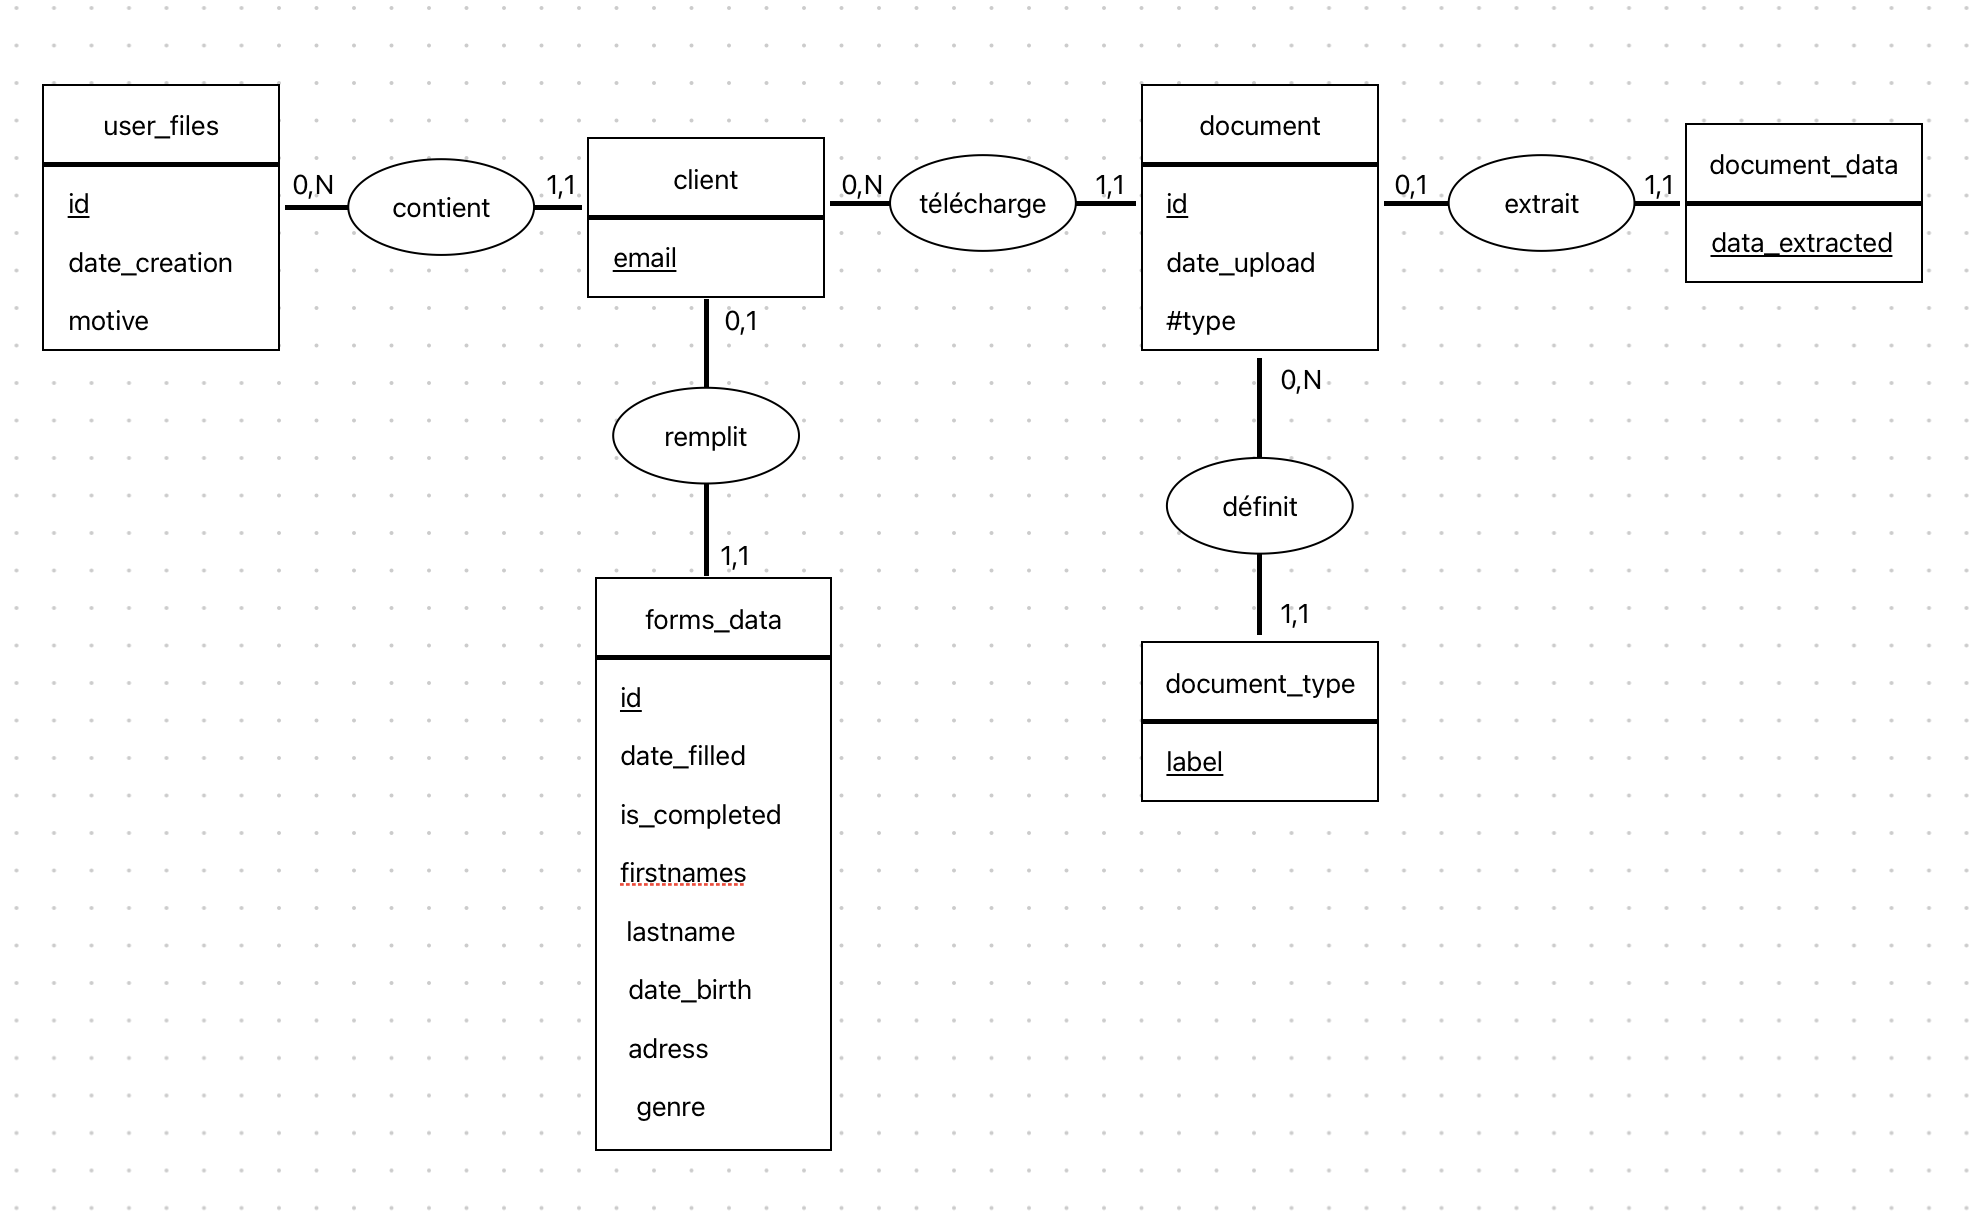 user_files
id
date_creation
motive
0,N
contient
1,1
client
email
0,N
télécharge
1,1
document
id
date_upload
#type
0,1
extrait
1,1
document_data
data_extracted
0,1
remplit
1,1
forms_data
id
date_filled
is_completed
firstnames
lastname
date_birth
adress
genre
0,N
définit
1,1
document_type
label